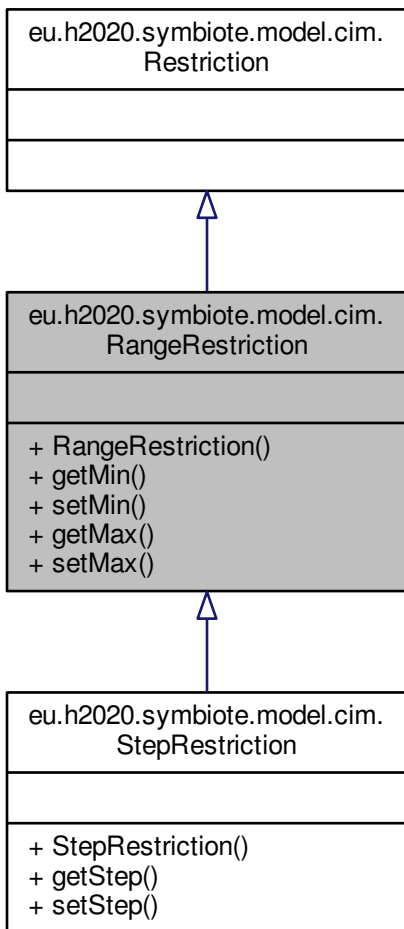 eu.h2020.symbiote.model.cim.
Restriction
eu.h2020.symbiote.model.cim.
RangeRestriction
+ RangeRestriction()
+ getMin()
+ setMin()
+ getMax()
+ setMax()
eu.h2020.symbiote.model.cim.
StepRestriction
+ StepRestriction()
+ getStep()
+ setStep()